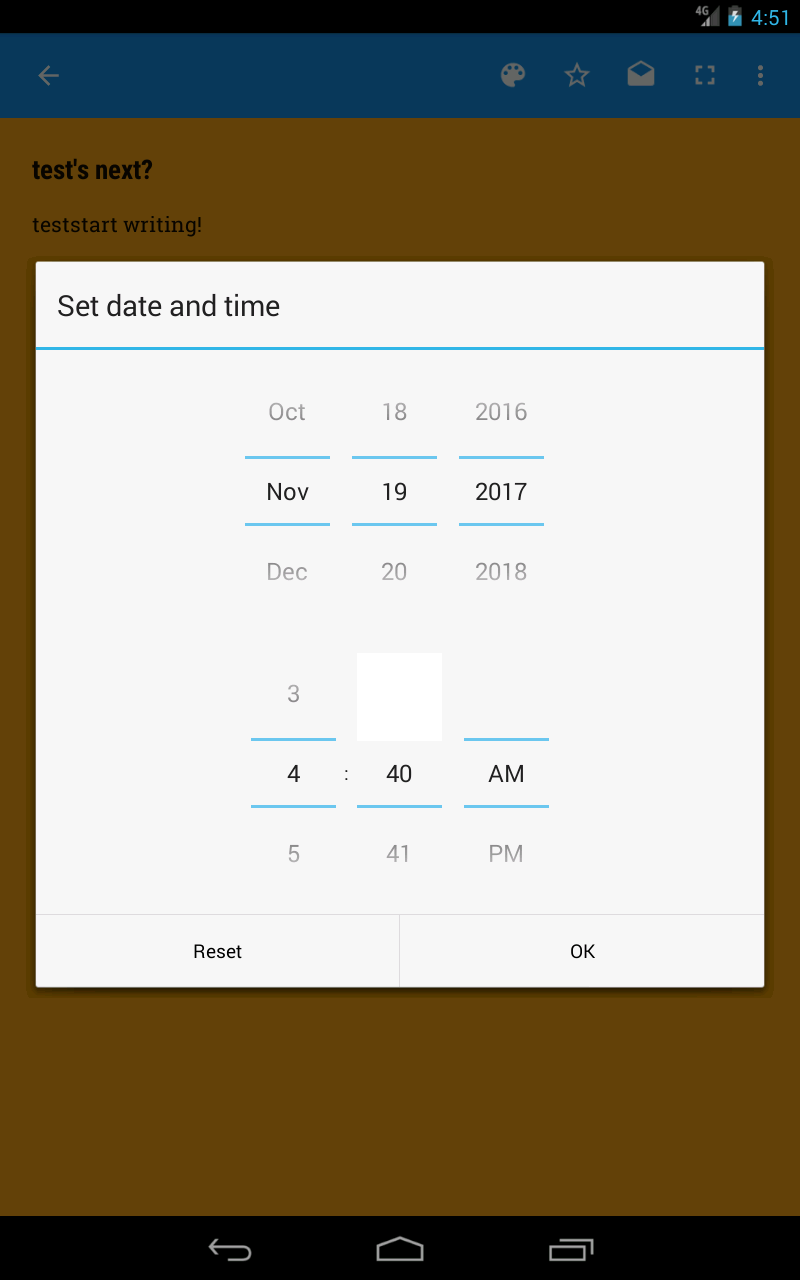 4G 4:51
test's next?
teststart writing!
Set date and time
Oct 18 2016
Nov 19 2017
Dec 20 2018
3
4 : 40 AM
5 41 PM
Reset OK